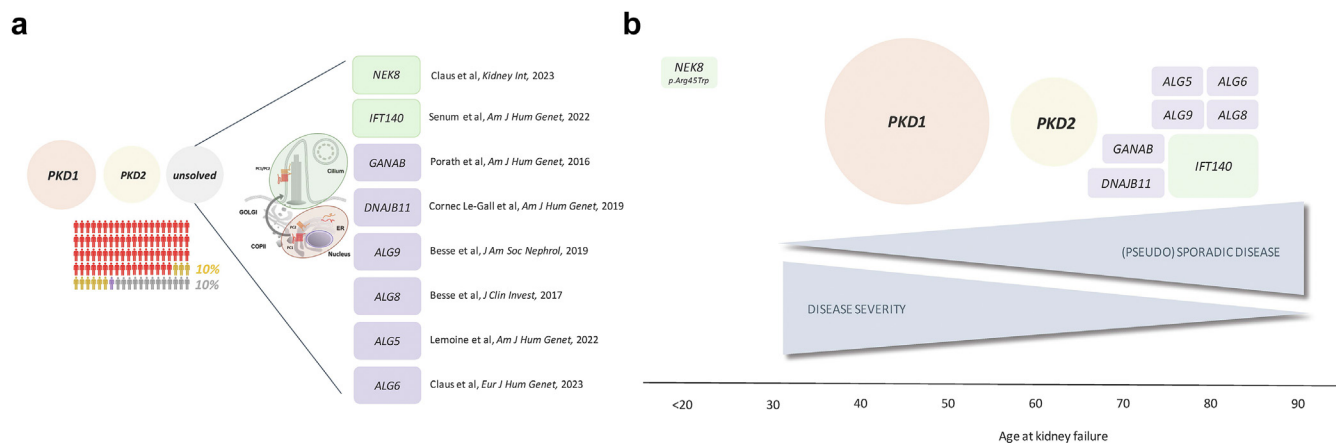 a
NEK8 Claus et al, Kidney Int, 2023
IFT140 Senum et al, Am J Hum Genet, 2022
GANAB Porath et al, Am J Hum Genet, 2016
DNAJB11 Cornec Le-Gall et al, Am J Hum Genet, 2019
ALG9 Besse et al, J Am Soc Nephrol, 2019
ALG8 Besse et al, J Clin Invest, 2017
ALG5 Lemoine et al, Am J Hum Genet, 2022
ALG6 Claus et al, Eur J Hum Genet, 2023
PKD1 PKD2 unsolved
10%
10%
PC1/PC2
Cilium
GOLGI
ER
COPII
PC2
PC1
Nucleus
b
NEK8
p.Arg45Trp
PKD1
PKD2
ALG5 ALG6
ALG9 ALG8
GANAB
IFT140
DNAJB11
(PSEUDO) SPORADIC DISEASE
DISEASE SEVERITY
<20 30 40 50 60 70 80 90
Age at kidney failure